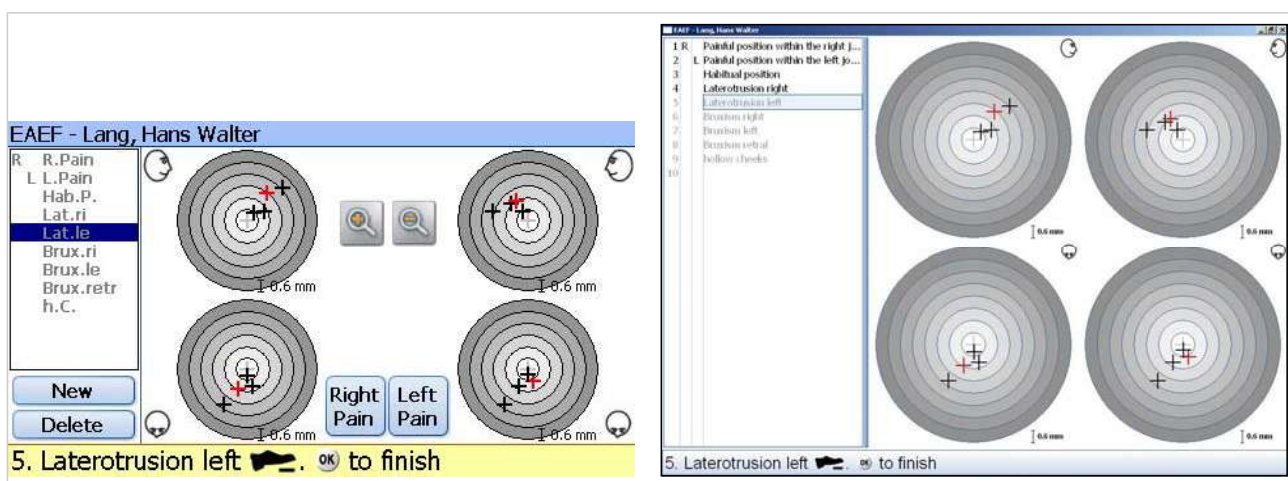 EAEF - Lang, Hans Walter
R R.Pain
L L.Pain
Hab.P.
Lat.ri
Lat.le
Brux.ri
Brux.le
Brux.retr
h.C.
New
Delete
0.6 mm
0.6 mm
0.6 mm
0.6 mm
Right
Pain
Left
Pain
5. Laterotrusion left . OK to finish
EAEF - Lang, Hans Walter
1 R Painful position within the right j...
2 L Painful position within the left jo...
3 Habitual position
4 Laterotrusion right
5 Laterotrusion left
6 Bruxism right
7 Bruxism left
8 Bruxism retral
9 hollow cheeks
10
0.6 mm
0.6 mm
0.6 mm
0.6 mm
5. Laterotrusion left . OK to finish